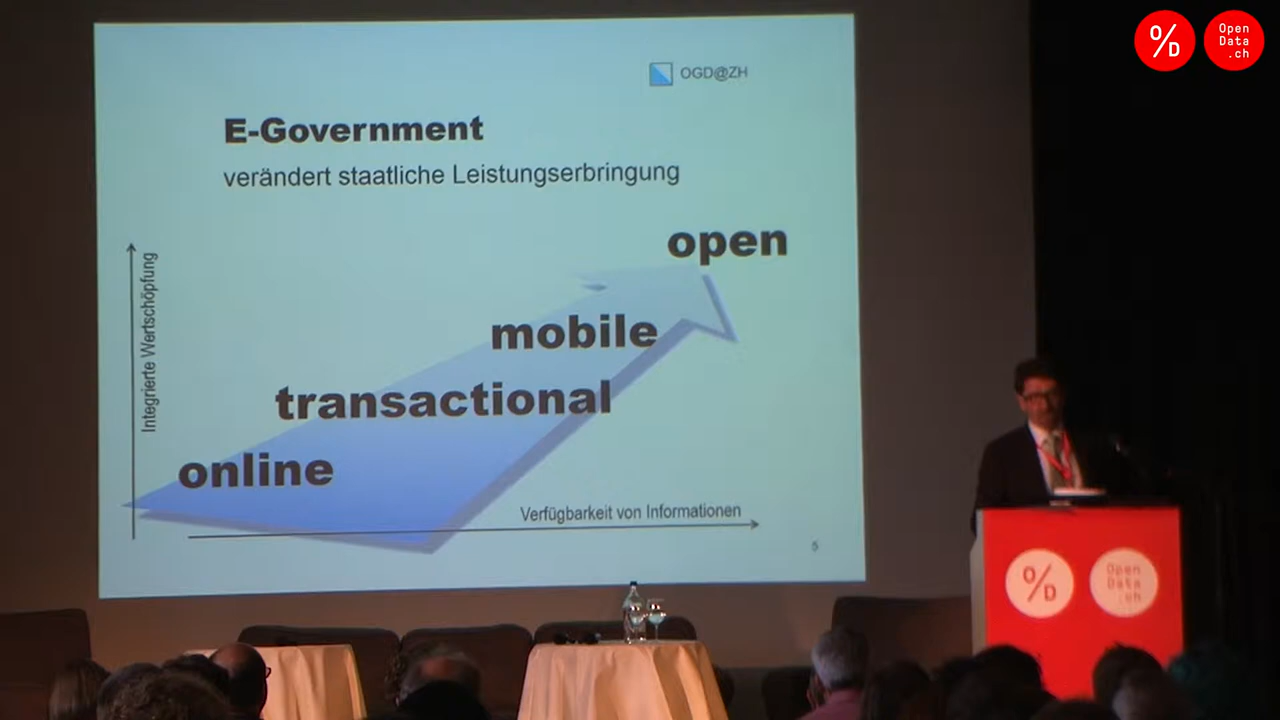 OGD@ZH
E-Government
verändert staatliche Leistungserbringung
open
mobile
transactional
online
Integrierte Wertschöpfung
Verfügbarkeit von Informationen
5
%D
Open
Data
.ch
%D
Open
Data
.ch